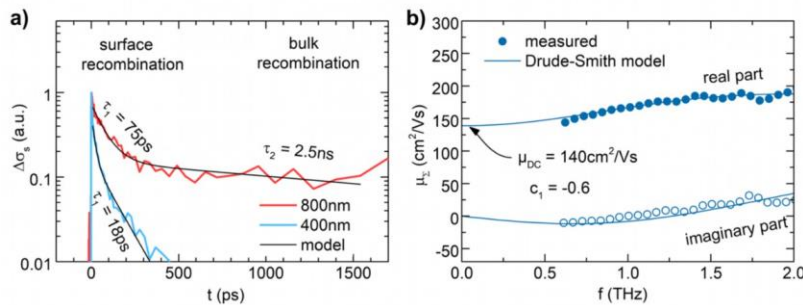 a)
surface
recombination
bulk
recombination
τ1 = 75ps
τ2 = 2.5ns
τ1 = 18ps
800nm
400nm
model
1
0.1
0.01
Δσs (a.u.)
0
500
1000
1500
t (ps)
b)
measured
Drude-Smith model
real part
μDC = 140cm²/Vs
c1 = -0.6
imaginary part
300
250
200
150
100
50
0
-50
μΣ (cm²/Vs)
0.0
0.5
1.0
1.5
2.0
f (THz)